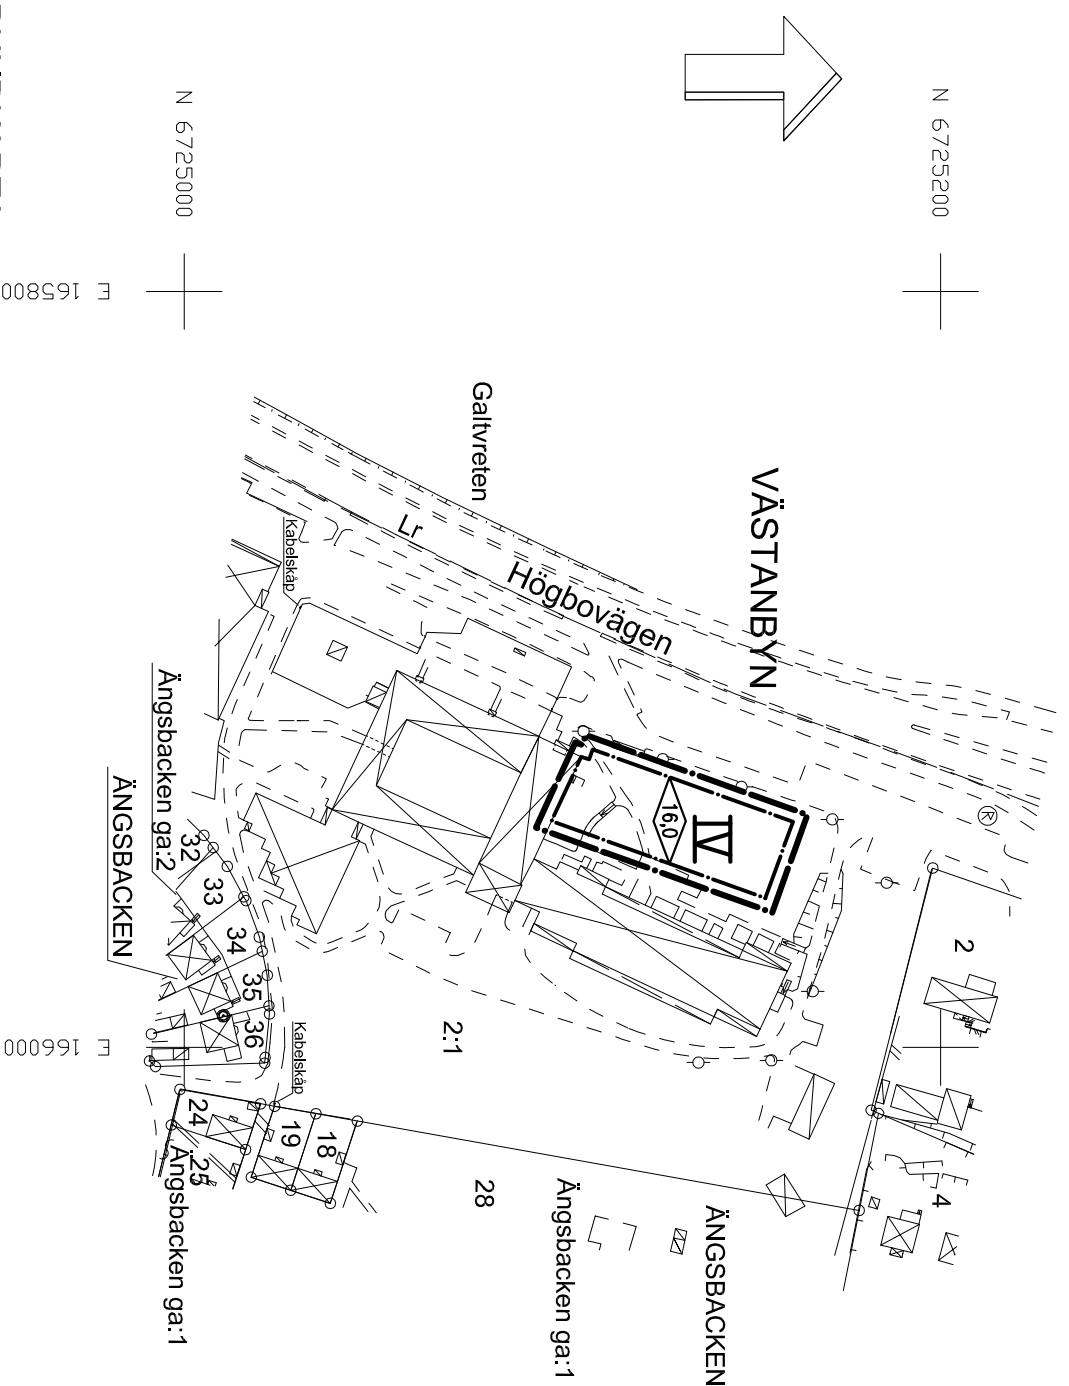 N 6725000
N 6725200
E 165800
Galtvreten
VÄSTANBYN
Lr
Högbovägen
Kabelskåp
IV
16,0
R
Ängsbacken ga:2
ÄNGSBACKEN
32
33
34
35
36
2
2:1
E 166000
Kabelskåp
24
19
18
25
28
4
Ängsbacken ga:1
Ängsbacken ga:1
ÄNGSBACKEN